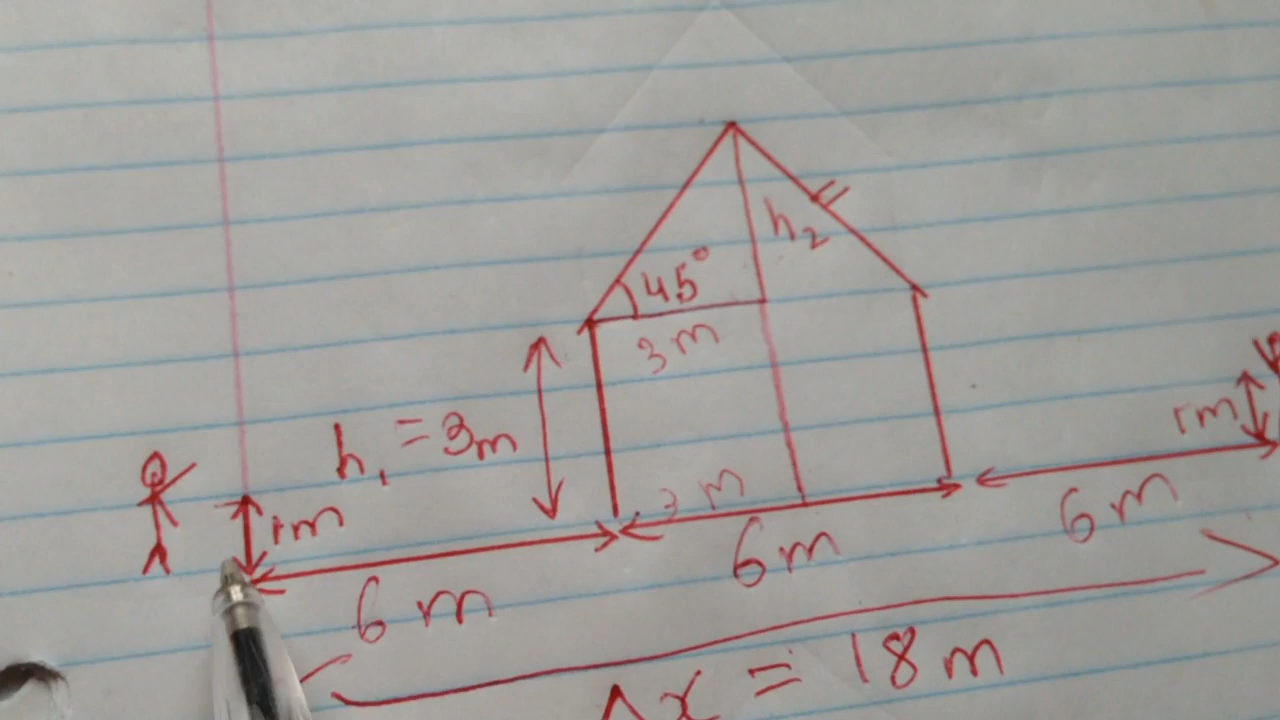 h₂
45°
3m
h₁ = 3m
1m
3m
1m
6m
6m
6m
Δx = 18m